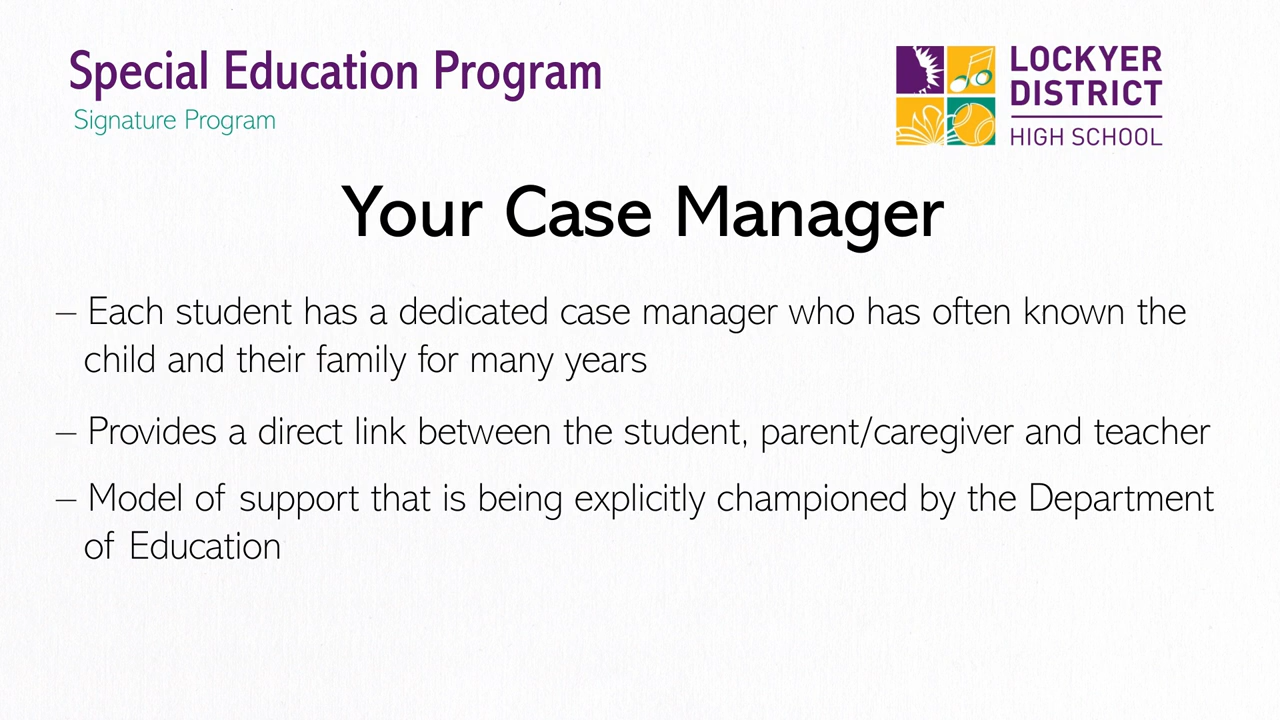 Special Education Program
Signature Program
LOCKYER
DISTRICT
HIGH SCHOOL
Your Case Manager
– Each student has a dedicated case manager who has often known the
child and their family for many years
– Provides a direct link between the student, parent/caregiver and teacher
– Model of support that is being explicitly championed by the Department
of Education